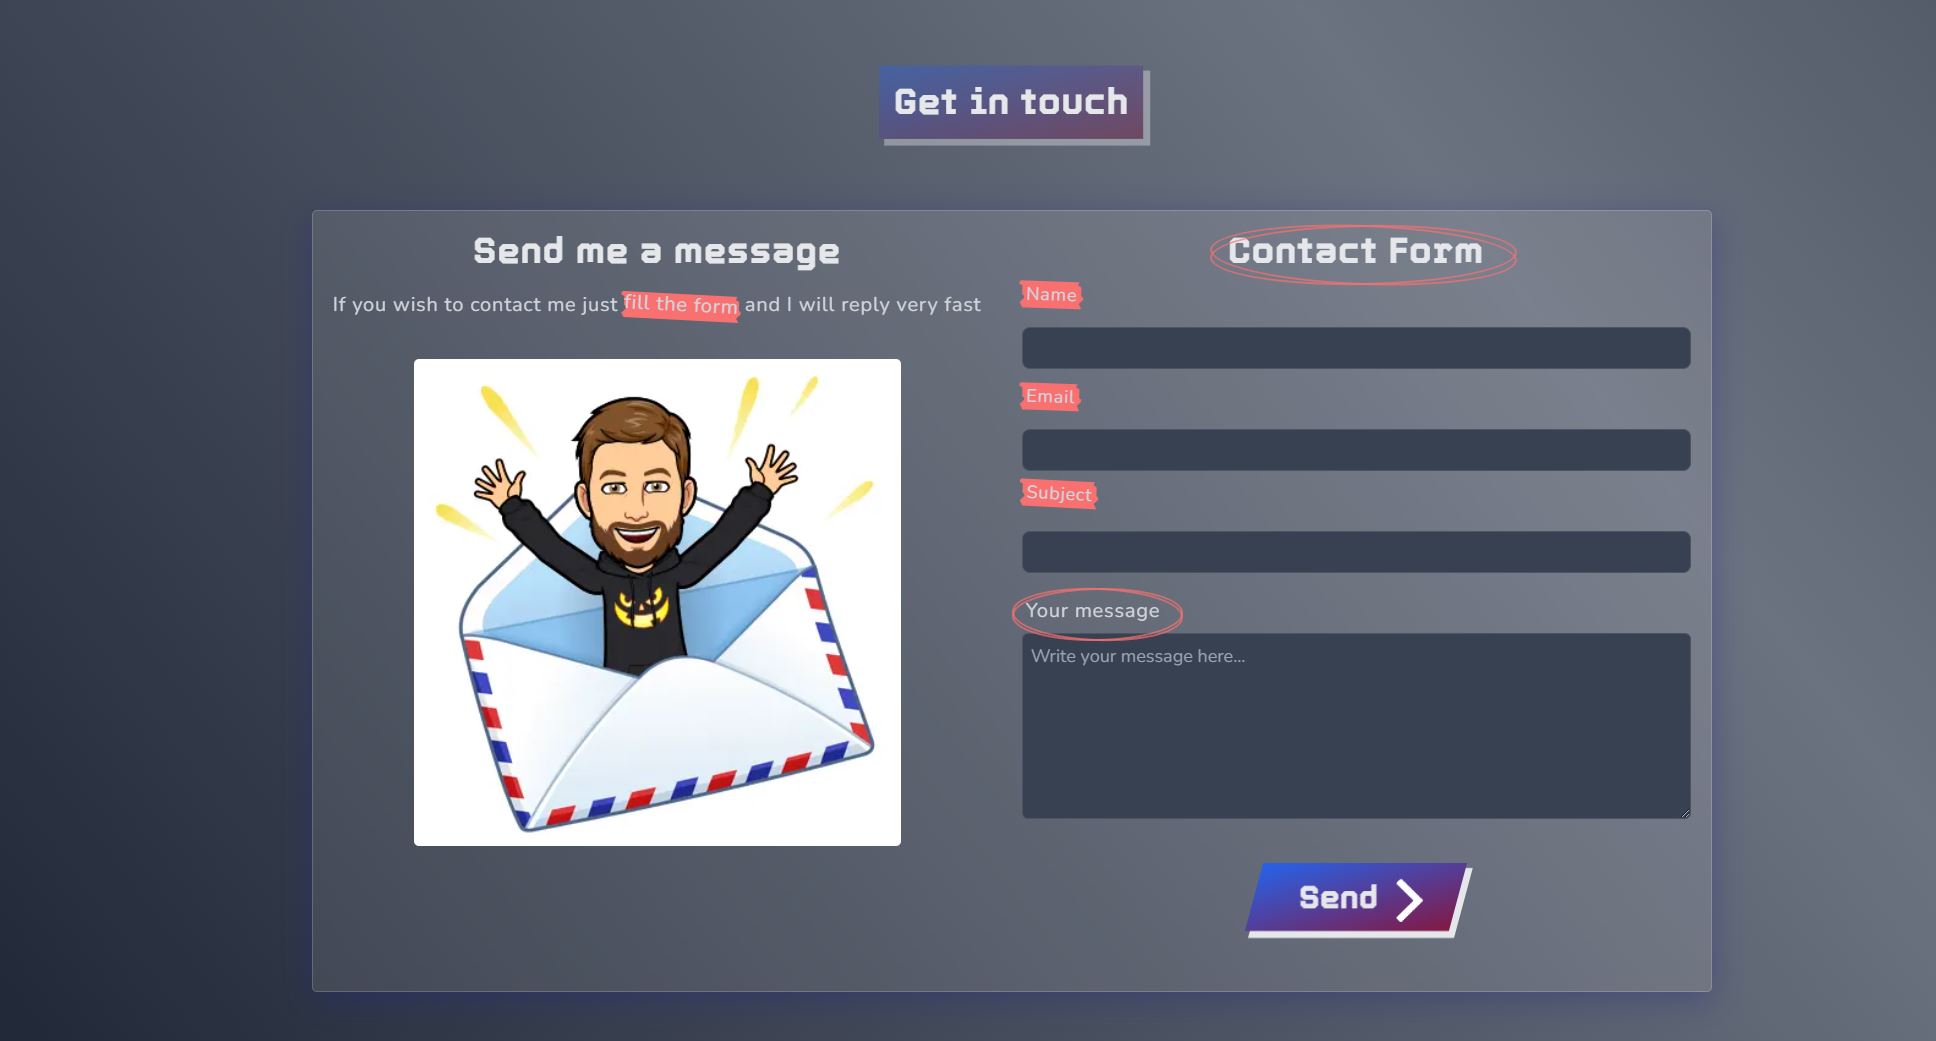 Get in touch
Send me a message
If you wish to contact me just fill the form and I will reply very fast
Contact Form
Name
Email
Subject
Your message
Write your message here...
Send